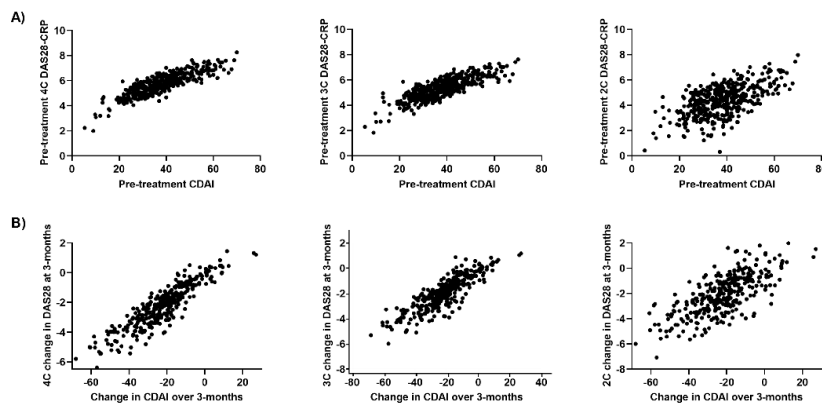 A)
Pre-treatment 4C DAS28-CRP
10
8
6
4
2
0
0 20 40 60 80
Pre-treatment CDAI
Pre-treatment 3C DAS28-CRP
10
8
6
4
2
0
0 20 40 60 80
Pre-treatment CDAI
Pre-treatment 2C DAS28-CRP
10
8
6
4
2
0
0 20 40 60 80
Pre-treatment CDAI
B)
4C change in DAS28 at 3-months
2
0
-2
-4
-6
-60 -40 -20 0 20
Change in CDAI over 3-months
3C change in DAS28 at 3-months
2
0
-2
-4
-6
-8
-80 -60 -40 -20 0 20 40
Change in CDAI over 3-months
2C change in DAS28 at 3-months
2
0
-2
-4
-6
-8
-60 -40 -20 0 20
Change in CDAI over 3-months